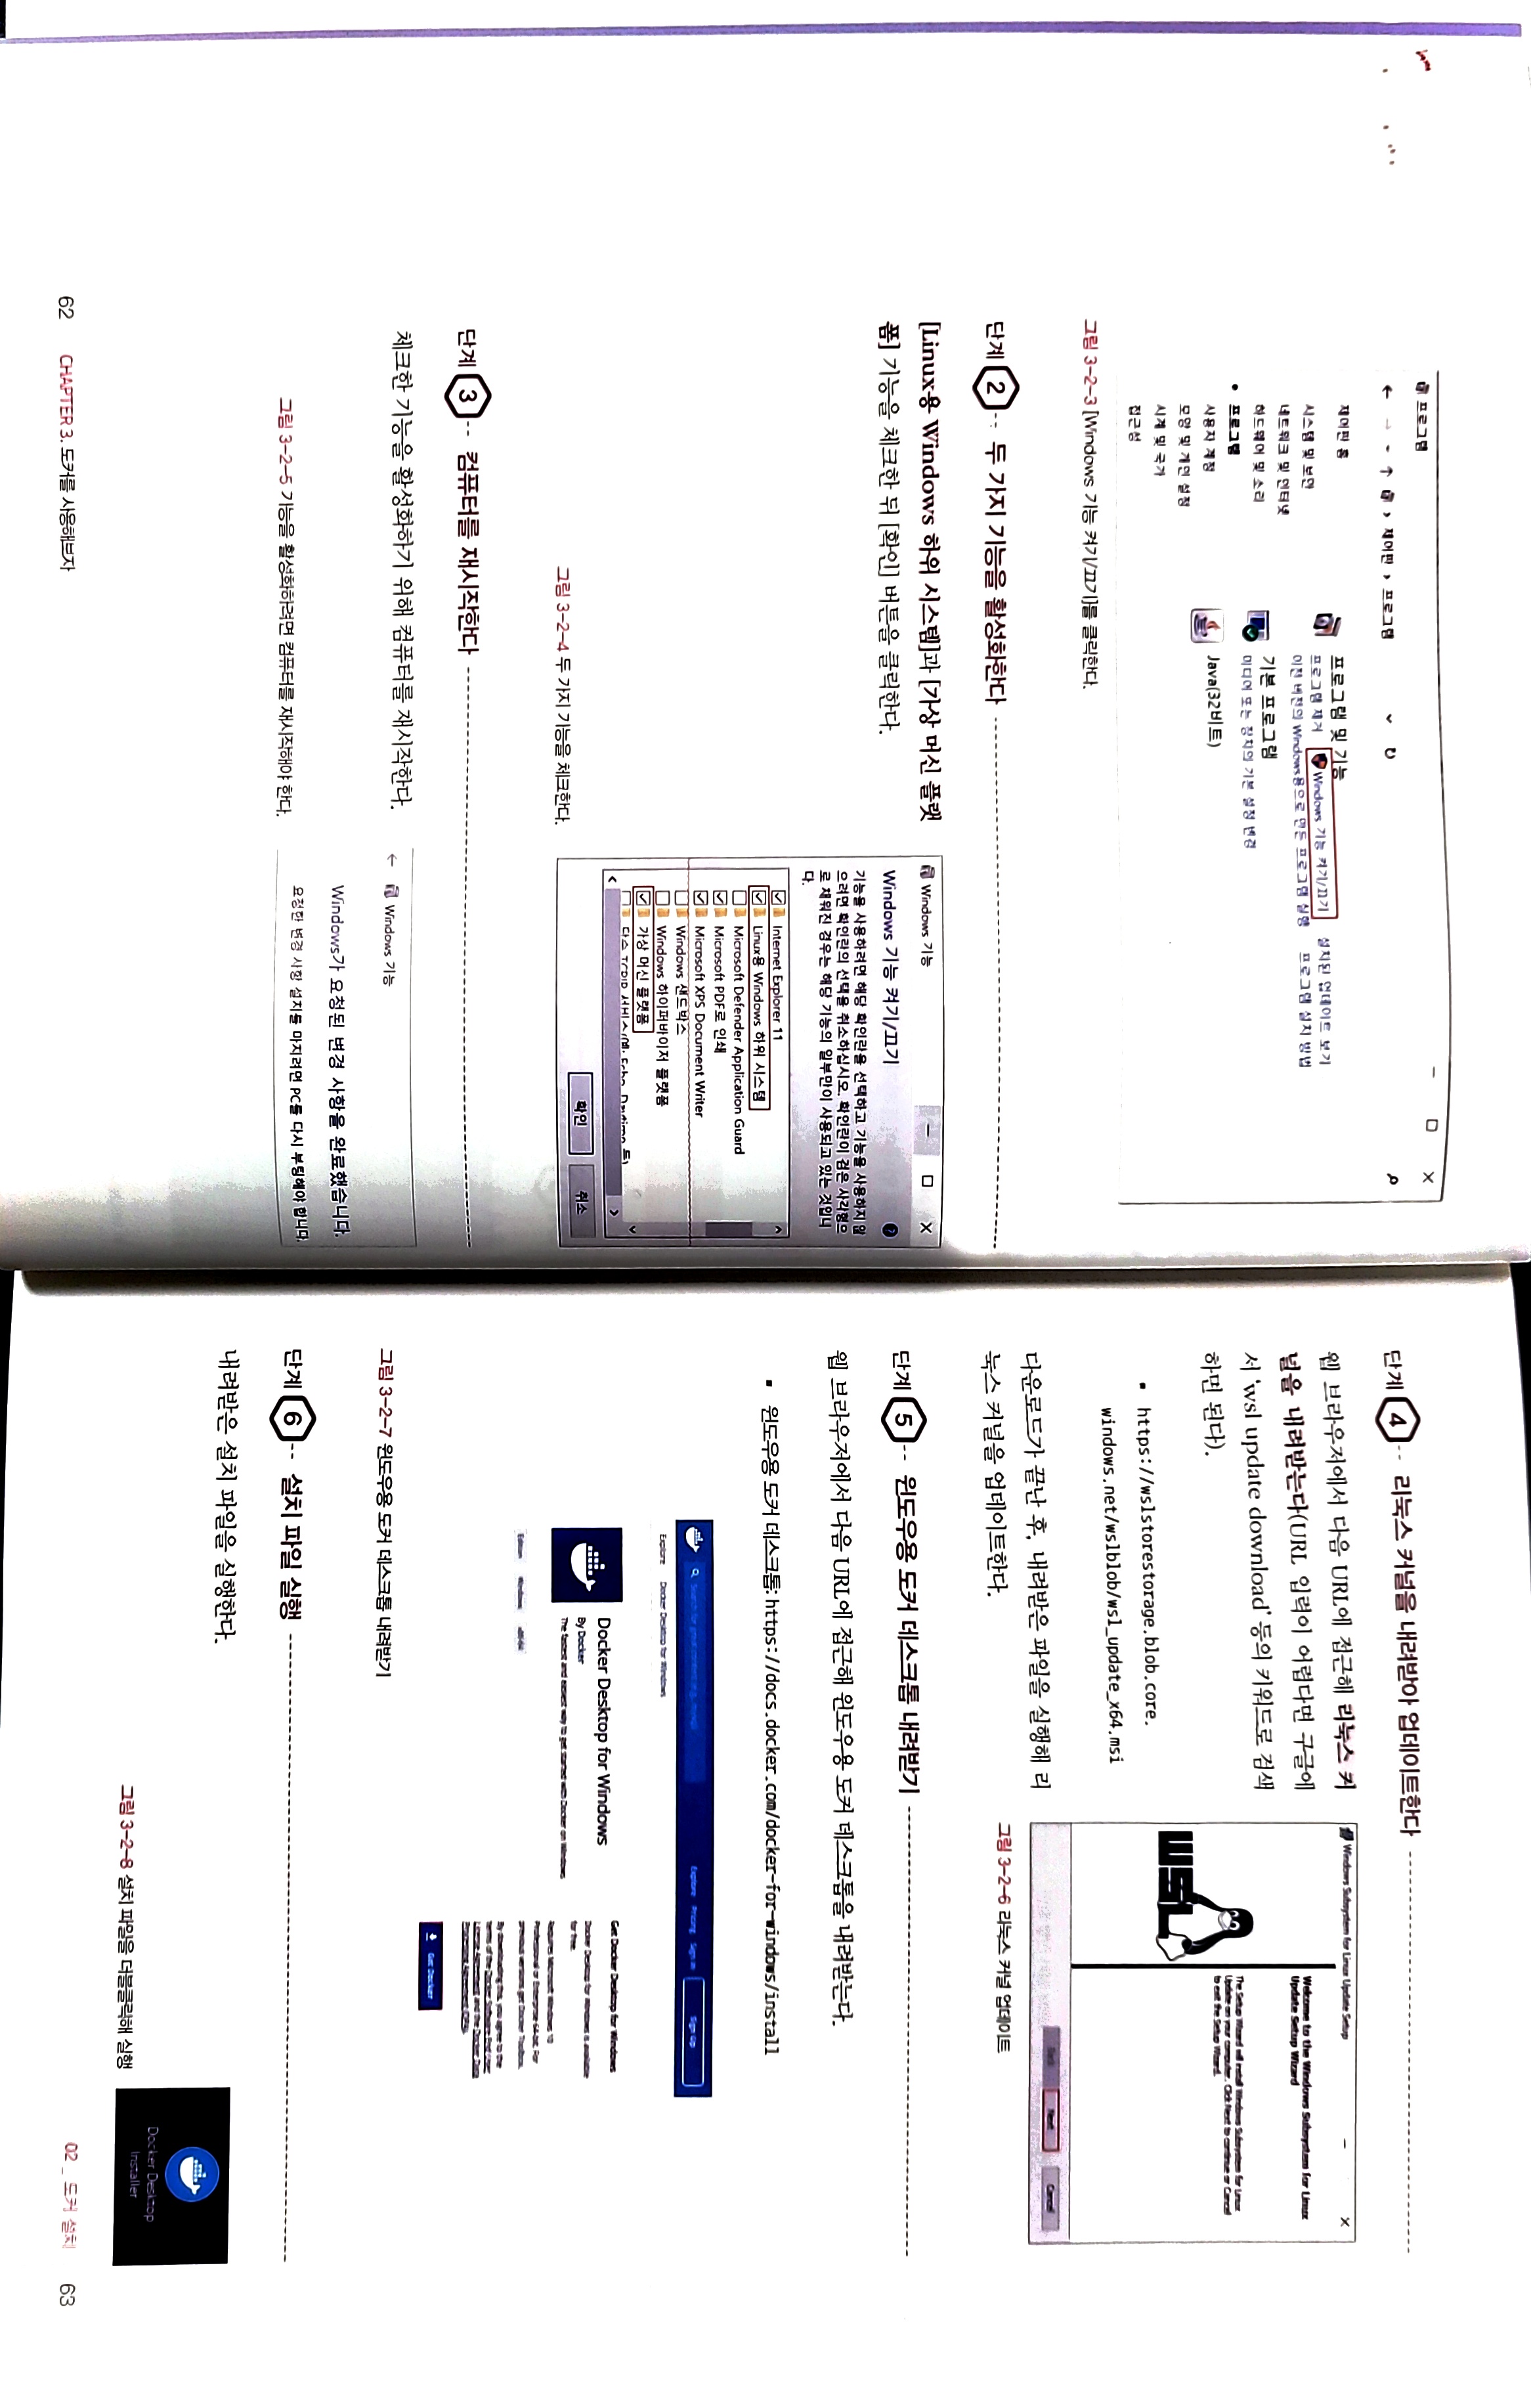 프로그램
제어판 › 프로그램
제어판 홈
시스템 및 보안
네트워크 및 인터넷
하드웨어 및 소리
프로그램
사용자 계정
모양 및 개인 설정
시계 및 국가
접근성
프로그램 및 기능
프로그램 제거 Windows 기능 켜기/끄기 설치된 업데이트 보기
이전 버전의 Windows용으로 만든 프로그램 실행 프로그램 설치 방법
기본 프로그램
미디어 또는 장치의 기본 설정 변경
Java(32비트)
그림 3-2-3 [Windows 기능 켜기/끄기]를 클릭한다.
단계 2 두 가지 기능을 활성화한다
[Linux용 Windows 하위 시스템]과 [가상 머신 플랫
폼] 기능을 체크한 뒤 [확인] 버튼을 클릭한다.
Windows 기능
Windows 기능 켜기/끄기
기능을 사용하려면 해당 확인란을 선택하고 기능을 사용하지 않
으려면 확인란의 선택을 취소하십시오. 확인란이 검은 사각형으
로 채워진 경우는 해당 기능의 일부만이 사용되고 있는 것입니
다.
Internet Explorer 11
Linux용 Windows 하위 시스템
Microsoft Defender Application Guard
Microsoft PDF로 인쇄
Microsoft XPS Document Writer
Windows 샌드박스
Windows 하이퍼바이저 플랫폼
가상 머신 플랫폼
단순 TCPIP 서비스(예: Echo, Daytime 등)
확인 취소
그림 3-2-4 두 가지 기능을 체크한다.
단계 3 컴퓨터를 재시작한다
체크한 기능을 활성화하기 위해 컴퓨터를 재시작한다.
Windows 기능
Windows가 요청된 변경 사항을 완료했습니다.
요청한 변경 사항 설치를 마치려면 PC를 다시 부팅해야 합니다.
그림 3-2-5 기능을 활성화하려면 컴퓨터를 재시작해야 한다.
62 CHAPTER 3. 도커를 사용해보자
단계 4 리눅스 커널을 내려받아 업데이트한다
웹 브라우저에서 다음 URL에 접근해 리눅스 커
널을 내려받는다(URL 입력이 어렵다면 구글에
서 ‘wsl update download’ 등의 키워드로 검색
하면 된다).
▪ https://wslstorestorage.blob.core.
windows.net/wslblob/wsl_update_x64.msi
다운로드가 끝난 후, 내려받은 파일을 실행해 리
눅스 커널을 업데이트한다.
Windows Subsystem for Linux Update Setup
Welcome to the Windows Subsystem for Linux
Update Setup Wizard
The Setup Wizard will install Windows Subsystem for Linux
Update on your computer. Click Next to continue or Cancel
to exit the Setup Wizard.
WSL
Back Next Cancel
그림 3-2-6 리눅스 커널 업데이트
단계 5 윈도우용 도커 데스크톱 내려받기
웹 브라우저에서 다음 URL에 접근해 윈도우용 도커 데스크톱을 내려받는다.
▪ 윈도우용 도커 데스크톱: https://docs.docker.com/docker-for-windows/install
Search for great content (e.g., mysql) Explore Pricing Sign In Sign Up
Explore Docker Desktop for Windows
Docker Desktop for Windows
By Docker
The fastest and easiest way to get started with Docker on Windows
Edition Windows x86-64
Get Docker Desktop for Windows
Docker Desktop for Windows is available
for free.
Requires Microsoft Windows 10
Professional or Enterprise 64-bit. For
previous versions get Docker Toolbox.
By downloading this, you agree to the
terms of the Docker Software End User
License Agreement and the Docker Data
Processing Agreement (DPA).
Get Docker
그림 3-2-7 윈도우용 도커 데스크톱 내려받기
단계 6 설치 파일 실행
내려받은 설치 파일을 실행한다.
Docker Desktop
Installer
그림 3-2-8 설치 파일을 더블클릭해 실행
02 _ 도커 설치 63